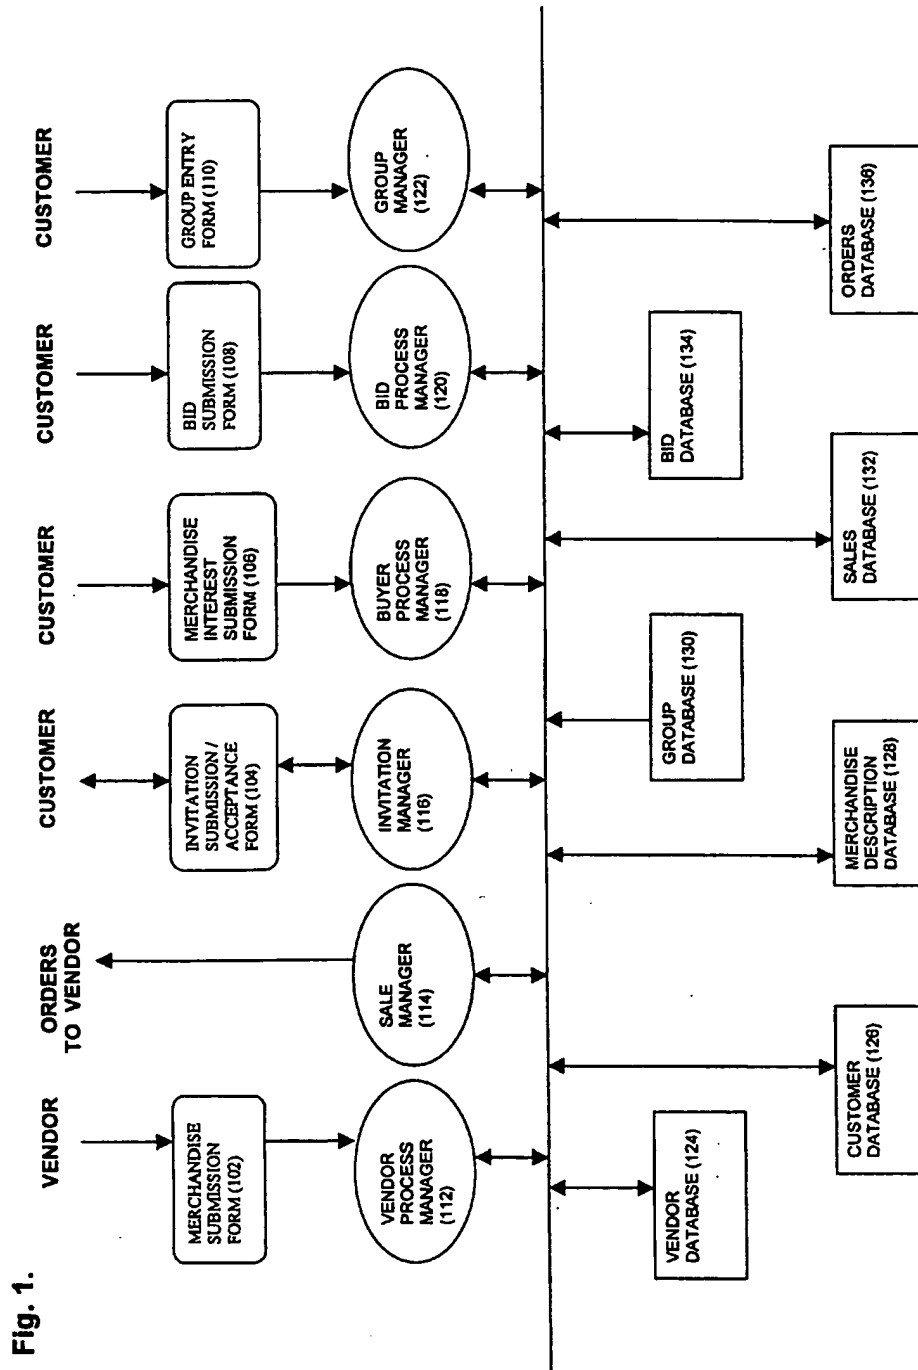 Fig. 1.
VENDOR
ORDERS
TO VENDOR
CUSTOMER
CUSTOMER
CUSTOMER
CUSTOMER
MERCHANDISE
SUBMISSION
FORM (102)
INVITATION
SUBMISSION /
ACCEPTANCE
FORM (104)
MERCHANDISE
INTEREST
SUBMISSION
FORM (106)
BID
SUBMISSION
FORM (108)
GROUP ENTRY
FORM (110)
VENDOR
PROCESS
MANAGER
(112)
SALE
MANAGER
(114)
INVITATION
MANAGER
(116)
BUYER
PROCESS
MANAGER
(118)
BID
PROCESS
MANAGER
(120)
GROUP
MANAGER
(122)
VENDOR
DATABASE (124)
GROUP
DATABASE (130)
BID
DATABASE (134)
CUSTOMER
DATABASE (126)
MERCHANDISE
DESCRIPTION
DATABASE (128)
SALES
DATABASE (132)
ORDERS
DATABASE (136)